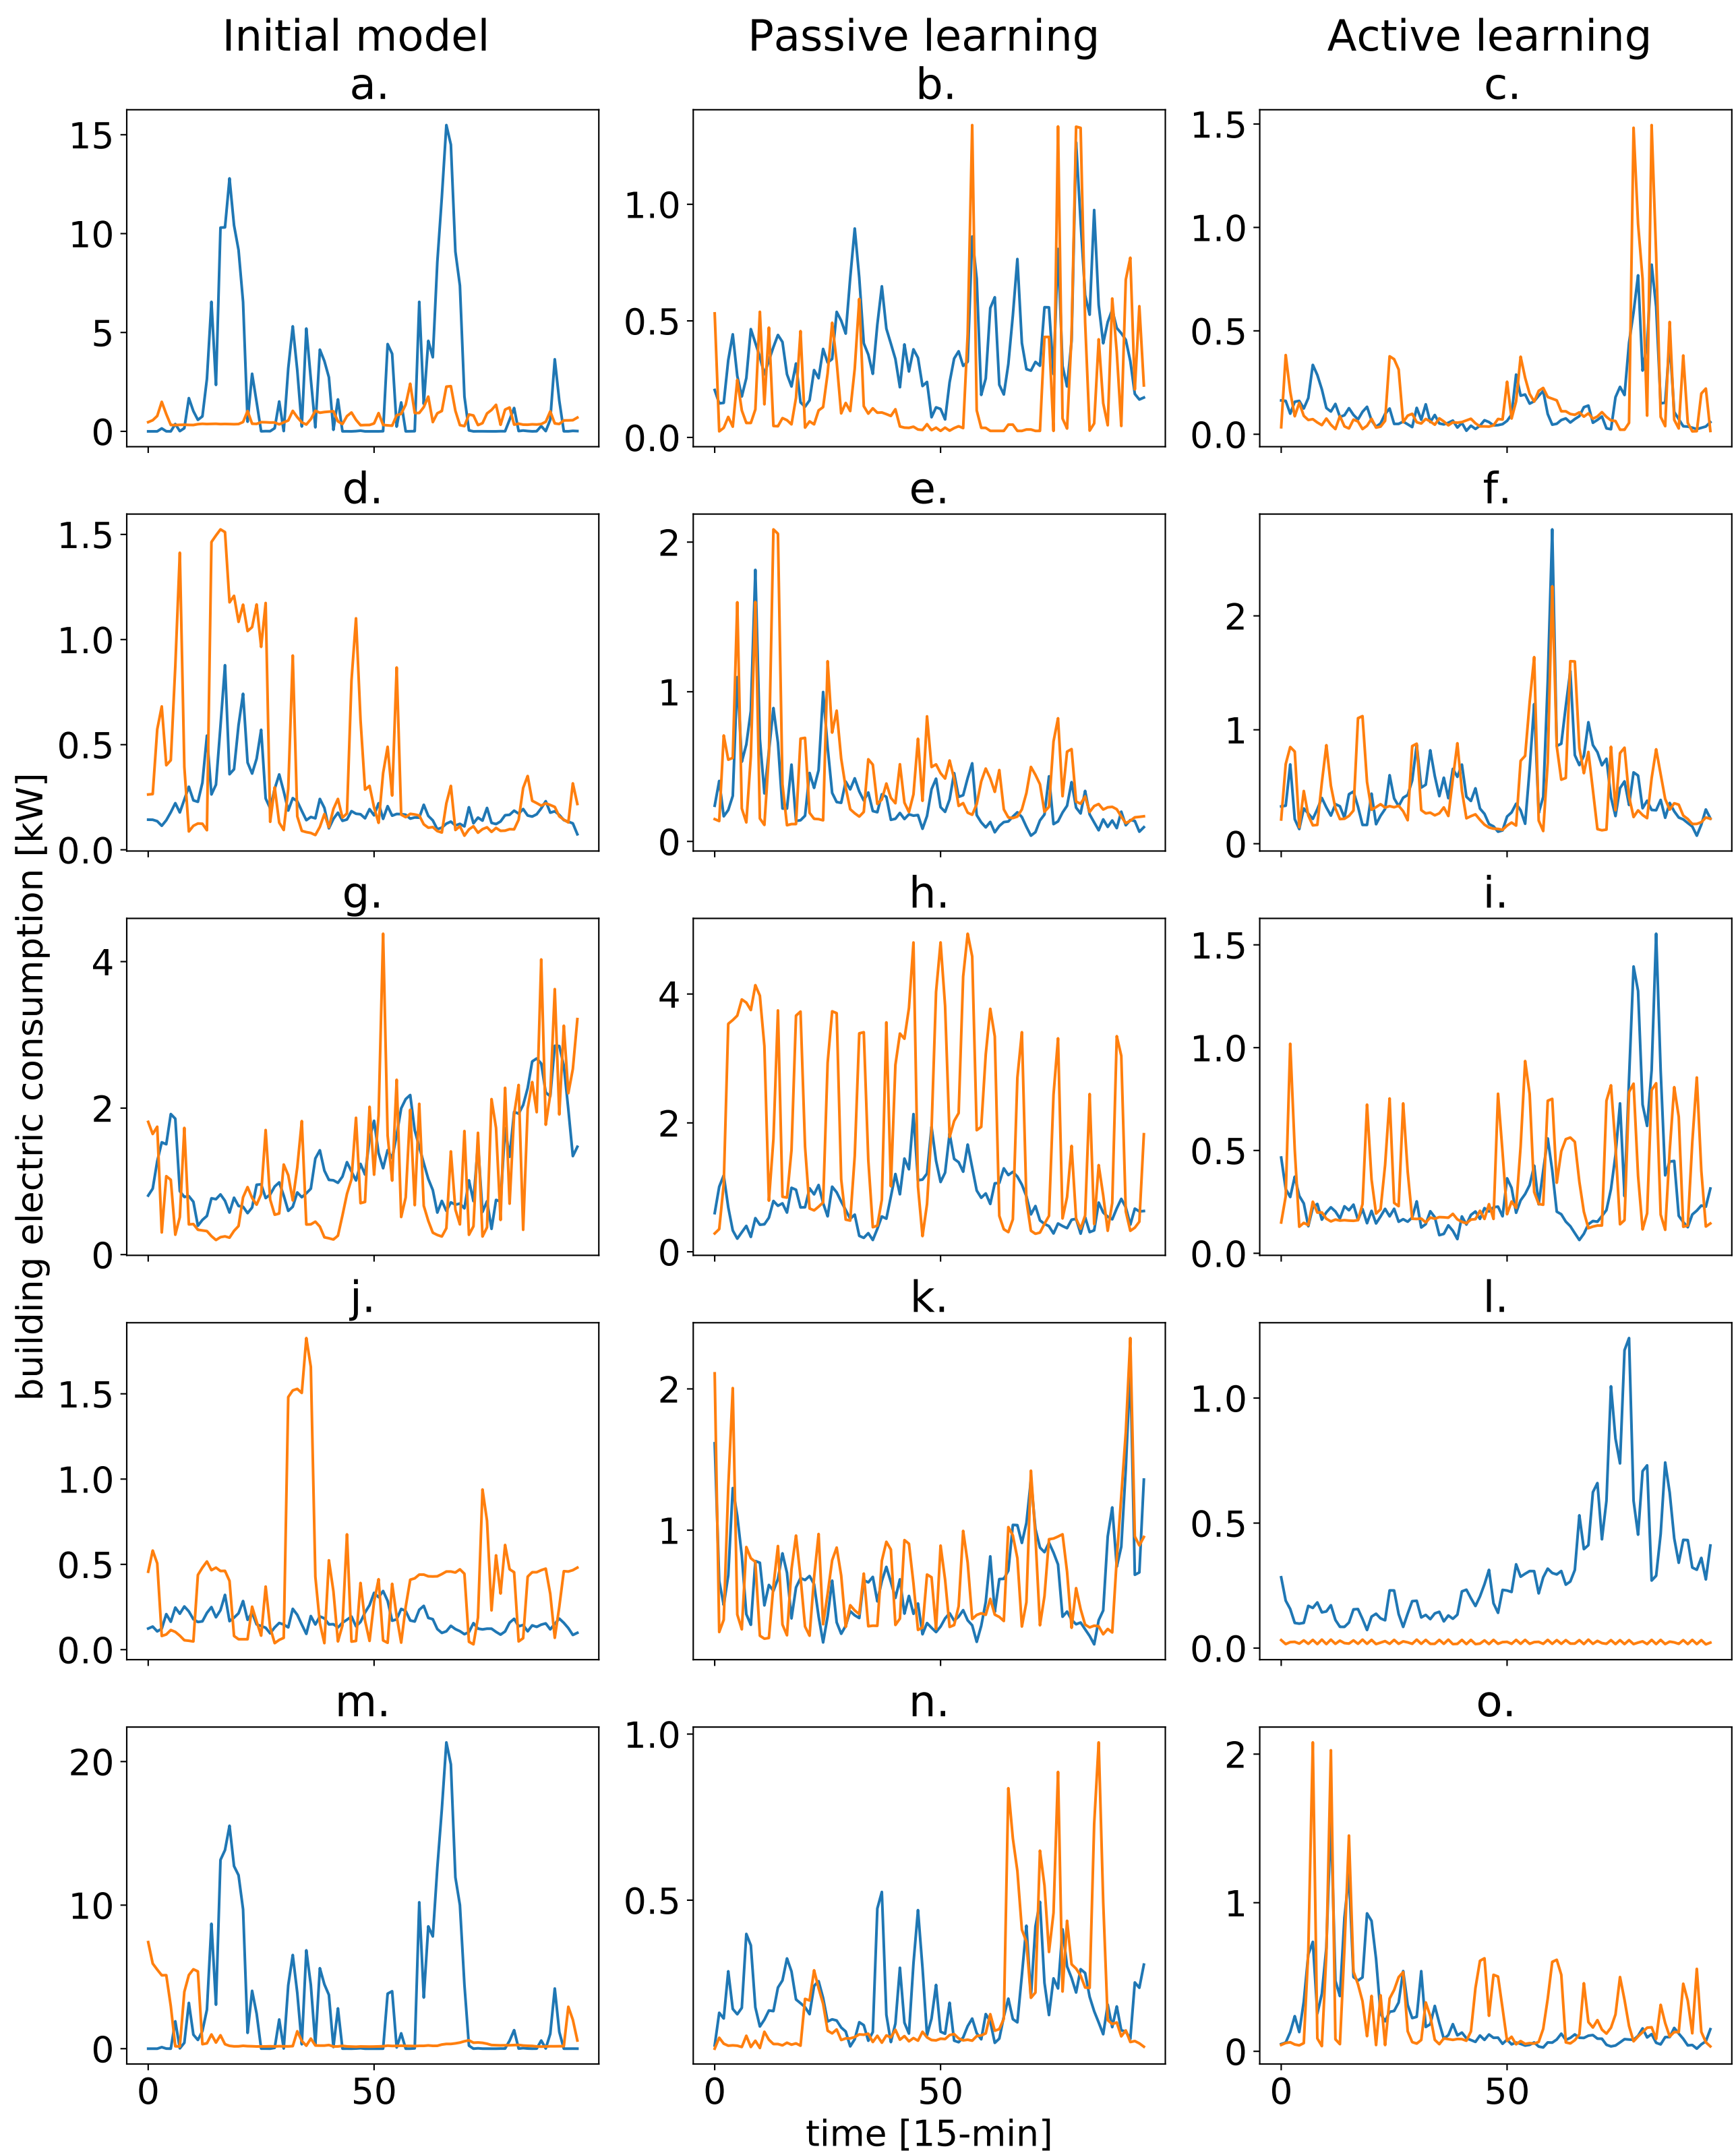 Initial model
Passive learning
Active learning
a.
b.
c.
15
10
5
0
1.0
0.5
0.0
1.5
1.0
0.5
0.0
d.
e.
f.
1.5
1.0
0.5
0.0
2
1
0
2
1
0
building electric consumption [kW]
g.
h.
i.
4
2
0
4
2
0
1.5
1.0
0.5
0.0
j.
k.
l.
1.5
1.0
0.5
0.0
2
1
1.0
0.5
0.0
m.
n.
o.
20
10
0
1.0
0.5
2
1
0
0 50
0 50
0 50
time [15-min]